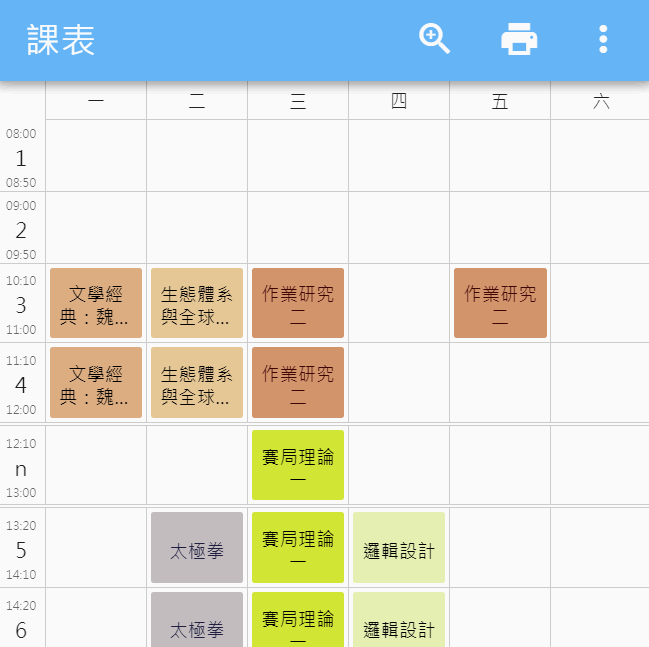 課表
一 二 三 四 五 六
08:00
1
08:50
09:00
2
09:50
10:10
3
11:00
文學經
典：魏...
生態體系
與全球...
作業研究
二
作業研究
二
11:10
4
12:00
文學經
典：魏...
生態體系
與全球...
作業研究
二
12:10
n
13:00
賽局理論
一
13:20
5
14:10
太極拳
賽局理論
一
邏輯設計
14:20
6
太極拳
賽局理論
一
邏輯設計